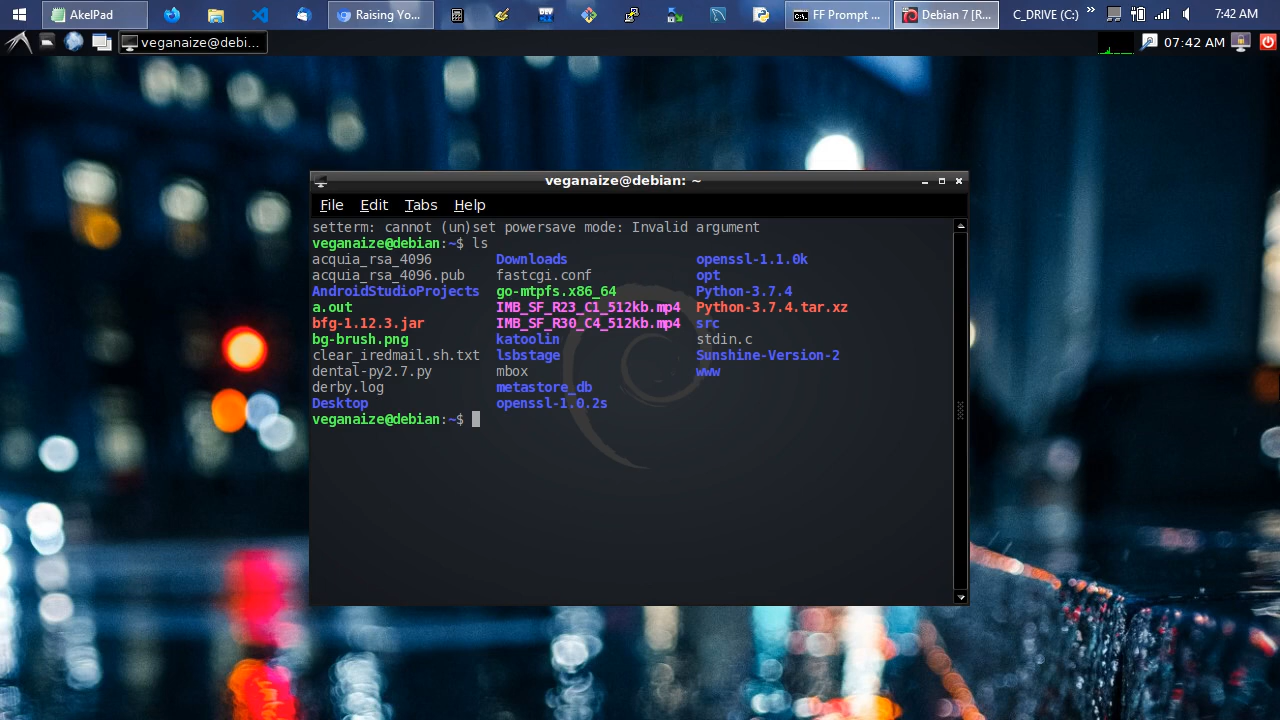 AkelPad
Raising Yo...
FF Prompt ...
Debian 7 [R...
C_DRIVE (C:)
»
7:42 AM
veganaize@debi...
07:42 AM
veganaize@debian: ~
File Edit Tabs Help
setterm: cannot (un)set powersave mode: Invalid argument
veganaize@debian:~$ ls
acquia_rsa_4096 Downloads openssl-1.1.0k
acquia_rsa_4096.pub fastcgi.conf opt
AndroidStudioProjects go-mtpfs.x86_64 Python-3.7.4
a.out IMB_SF_R23_C1_512kb.mp4 Python-3.7.4.tar.xz
bfg-1.12.3.jar IMB_SF_R30_C4_512kb.mp4 src
bg-brush.png katoolin stdin.c
clear_iredmail.sh.txt lsbstage Sunshine-Version-2
dental-py2.7.py mbox www
derby.log metastore_db
Desktop openssl-1.0.2s
veganaize@debian:~$